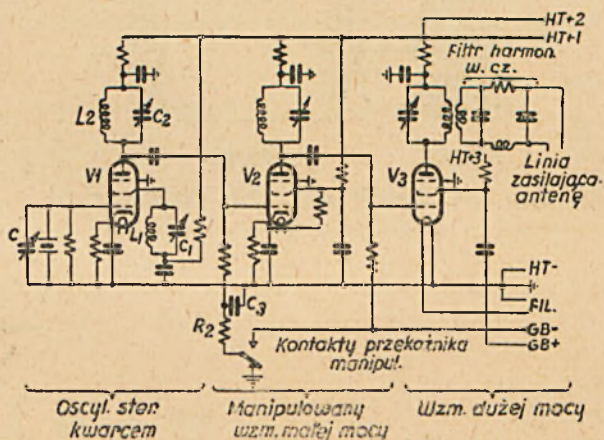 HT+2
HT+1
Filtr harmon.
w. cz.
L2
C2
HT+3
Linia
zasilająca
antenę
V1
V2
V3
C
L1
C1
C3
R2
HT-
FIL.
GB-
GB+
Kontakty przekaźnika
manipul.
Oscyl. ster.
kwarcem
Manipulowany
wzm. małej mocy
Wzm. dużej mocy